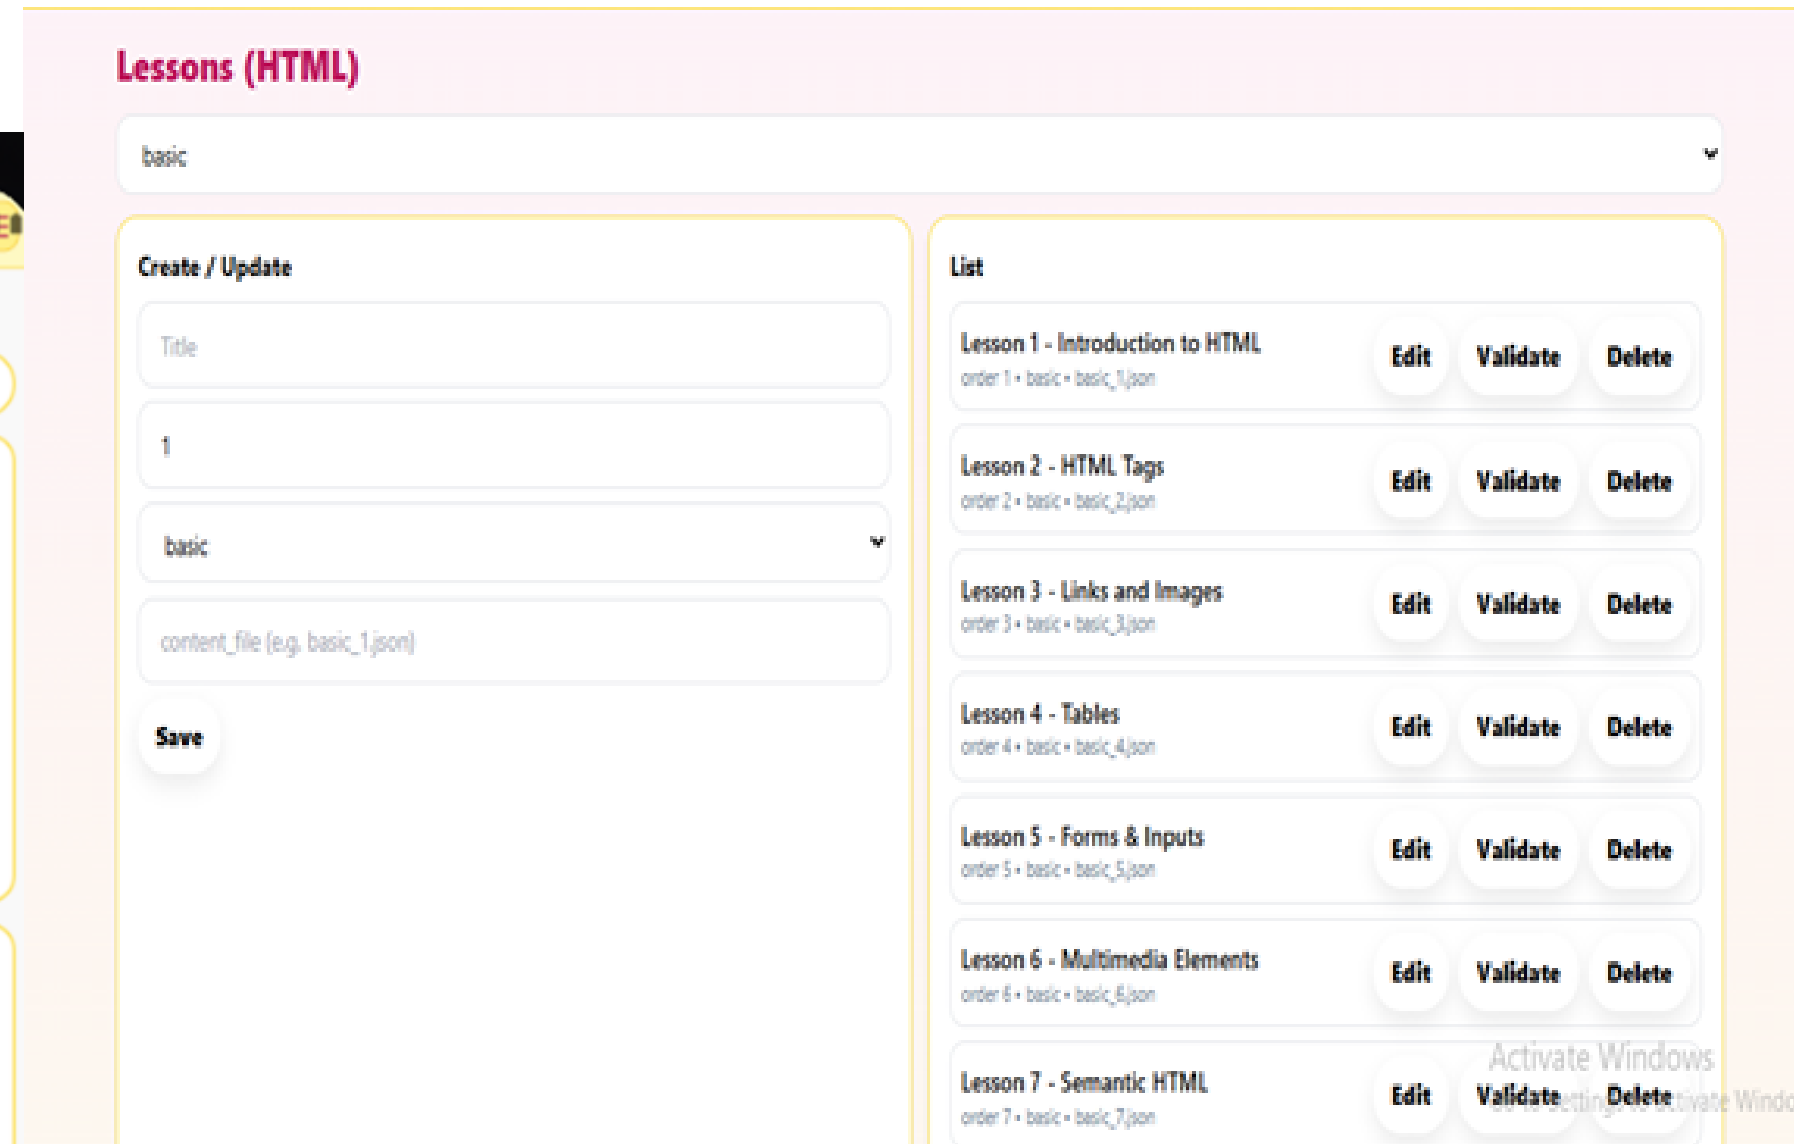 Lessons (HTML)
basic
Create / Update
Title
1
basic
content_file (e.g. basic_1.json)
Save
List
Lesson 1 - Introduction to HTML
order 1 • basic • basic_1.json
Edit Validate Delete
Lesson 2 - HTML Tags
order 2 • basic • basic_2.json
Edit Validate Delete
Lesson 3 - Links and Images
order 3 • basic • basic_3.json
Edit Validate Delete
Lesson 4 - Tables
order 4 • basic • basic_4.json
Edit Validate Delete
Lesson 5 - Forms & Inputs
order 5 • basic • basic_5.json
Edit Validate Delete
Lesson 6 - Multimedia Elements
order 6 • basic • basic_6.json
Edit Validate Delete
Lesson 7 - Semantic HTML
order 7 • basic • basic_7.json
Edit Validate Delete
Activate Windows